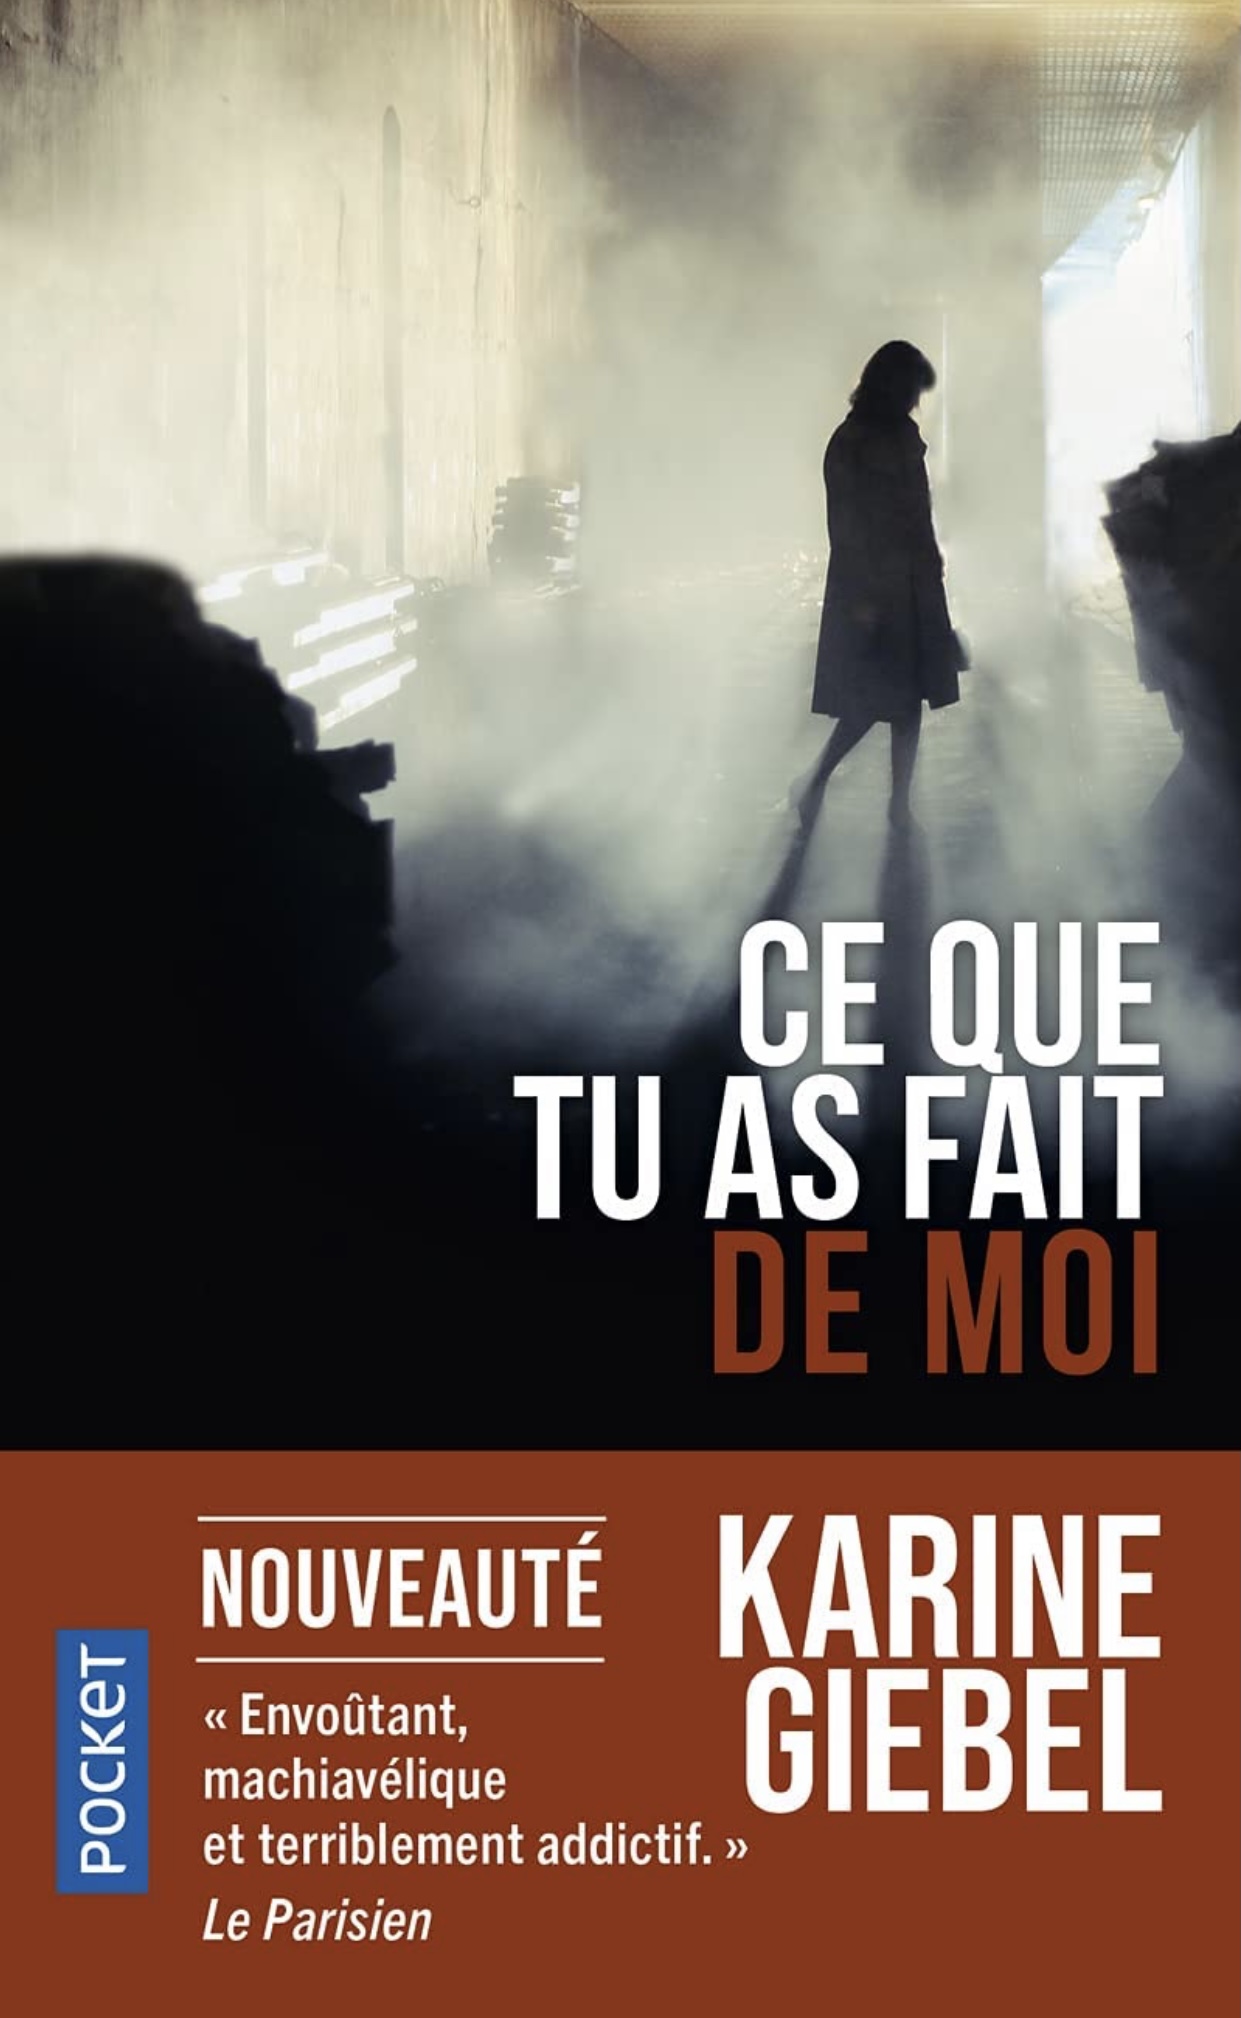 CE QUE
TU AS FAIT
DE MOI
NOUVEAUTÉ
KARINE
GIEBEL
POCKET
« Envoûtant,
machiavélique
et terriblement addictif. »
Le Parisien